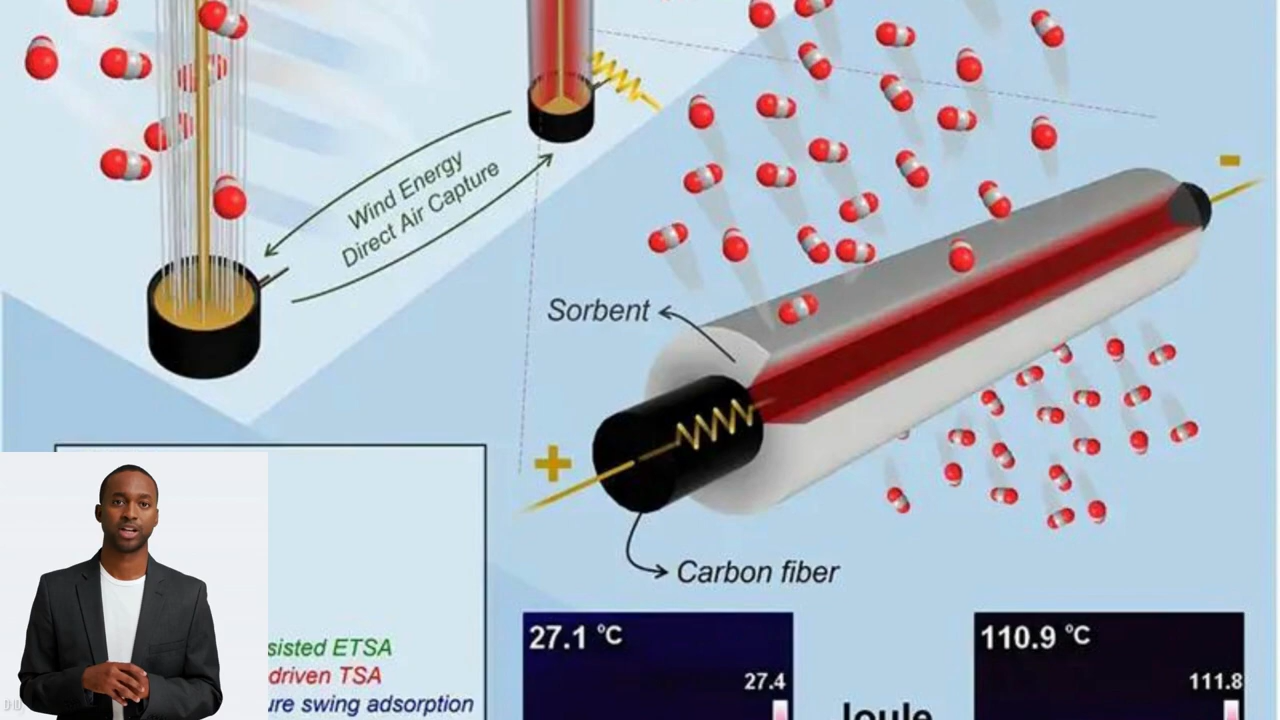 Wind Energy
Direct Air Capture
-
Sorbent
+
Carbon fiber
sisted ETSA
driven TSA
ure swing adsorption
27.1 °C
27.4
Joule
110.9 °C
111.8